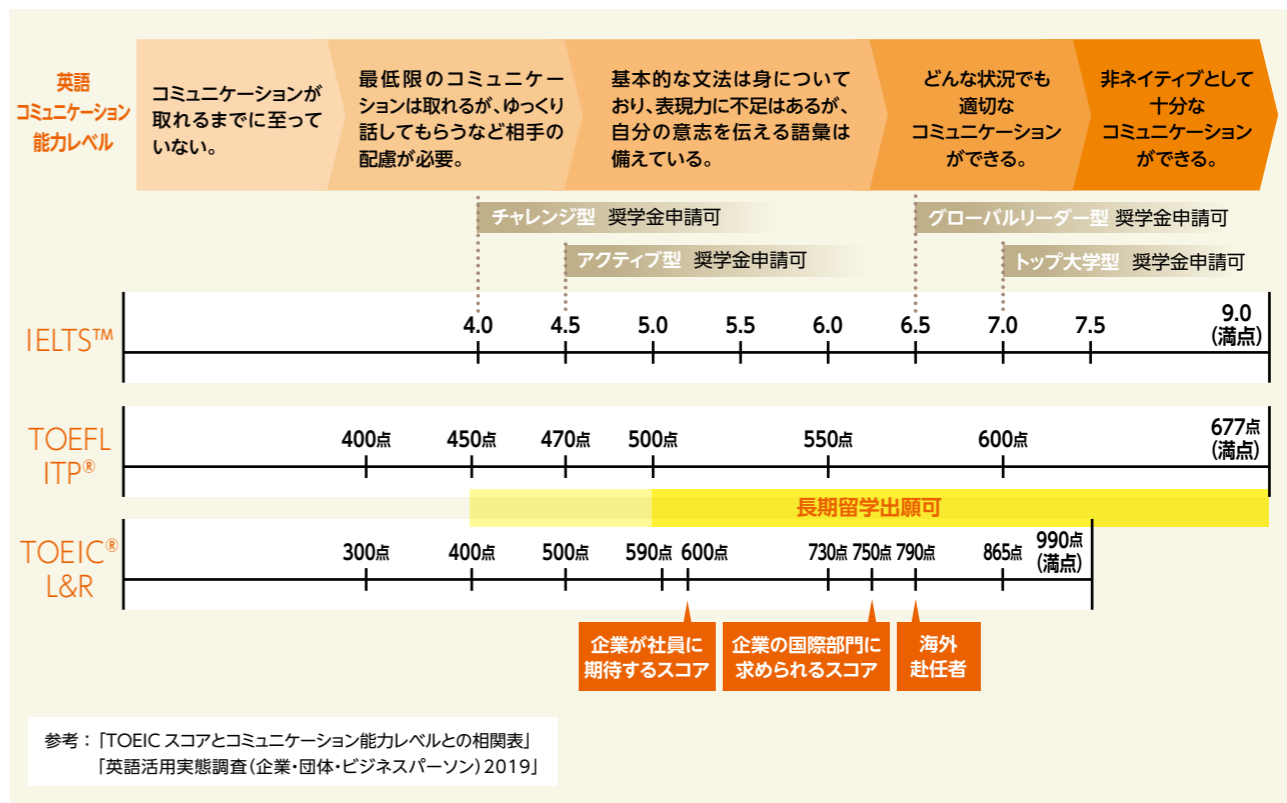 英語
コミュニケーション
能力レベル
コミュニケーションが
取れるまでに至って
いない。
最低限のコミュニケー
ションは取れるが、ゆっくり
話してもらうなど相手の
配慮が必要。
基本的な文法は身について
おり、表現力に不足はあるが、
自分の意志を伝える語彙は
備えている。
どんな状況でも
適切な
コミュニケーション
ができる。
非ネイティブとして
十分な
コミュニケーション
ができる。
チャレンジ型 奨学金申請可
グローバルリーダー型 奨学金申請可
アクティブ型 奨学金申請可
トップ大学型 奨学金申請可
IELTS™
4.0 4.5 5.0 5.5 6.0 6.5 7.0 7.5 9.0
(満点)
TOEFL
ITP®
400点 450点 470点 500点 550点 600点 677点
(満点)
長期留学出願可
TOEIC®
L&R
300点 400点 500点 590点 600点 730点 750点 790点 865点 990点
(満点)
企業が社員に
期待するスコア
企業の国際部門に
求められるスコア
海外
赴任者
参考：「TOEIC スコアとコミュニケーション能力レベルとの相関表」
「英語活用実態調査（企業・団体・ビジネスパーソン）2019」